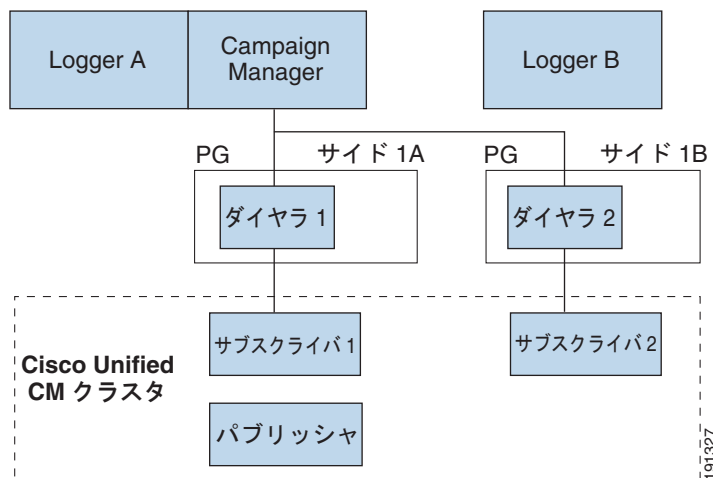 Logger A
Campaign
Manager
Logger B
PG
サイド 1A
PG
サイド 1B
ダイヤラ 1
ダイヤラ 2
サブスクライバ 1
サブスクライバ 2
Cisco Unified
CM クラスタ
パブリッシャ
191327